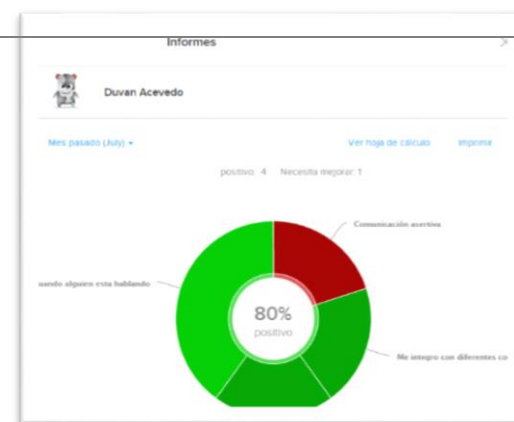 Informes
Duvan Acevedo
Mes pasado (July)
Ver hoja de cálculo Imprimir
positivo: 4 Necesita mejorar: 1
Comunicación asertiva
uando alguien esta hablando
80%
positivo
Me integro con diferentes co